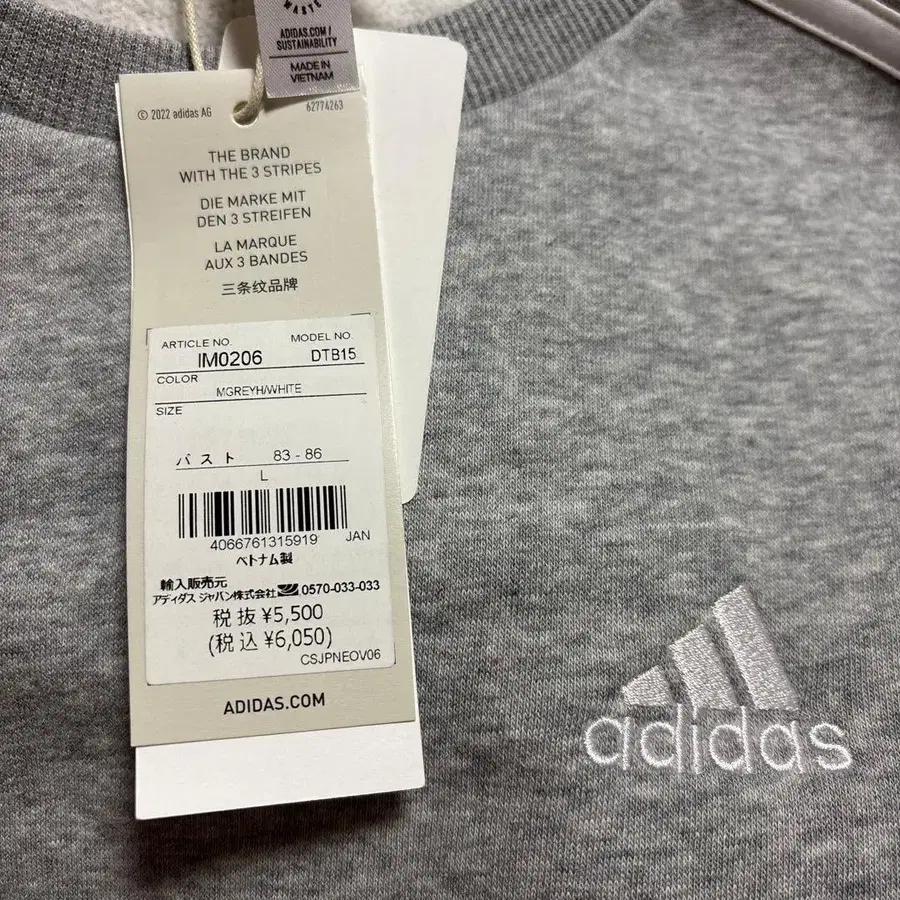 WASTE
ADIDAS.COM/
SUSTAINABILITY
MADE IN
VIETNAM
© 2022 adidas AG
62774263
THE BRAND
WITH THE 3 STRIPES
DIE MARKE MIT
DEN 3 STREIFEN
LA MARQUE
AUX 3 BANDES
三条纹品牌
ARTICLE NO. MODEL NO.
IM0206 DTB15
COLOR
MGREYH/WHITE
SIZE
バスト 83 - 86
L
4066761315919 JAN
ベトナム製
輸入販売元
アディダス ジャパン株式会社 0570-033-033
税 抜 ¥5,500
(税 込 ¥6,050)
CSJPNEOV06
ADIDAS.COM
adidas